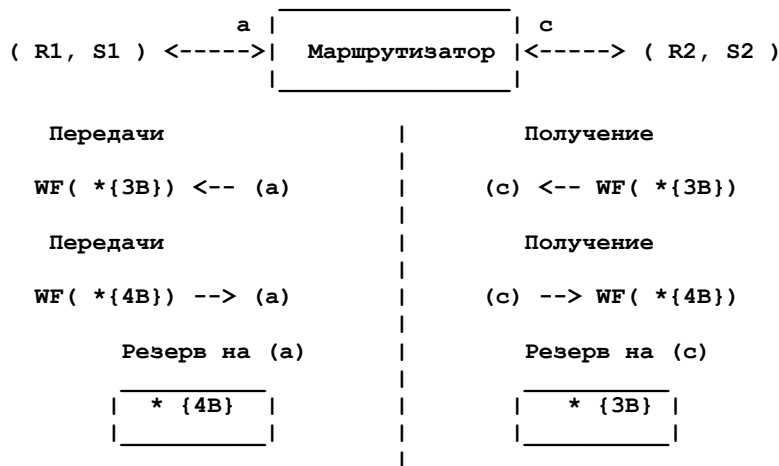 a | | c
( R1, S1 ) <-----> | Маршрутизатор | <-----> ( R2, S2 )
Передачи | Получение
WF( *{3B}) <-- (a) | (c) <-- WF( *{3B})
Передачи | Получение
WF( *{4B}) --> (a) | (c) --> WF( *{4B})
Резерв на (a) | Резерв на (c)
| * {4B} | | | * {3B} |